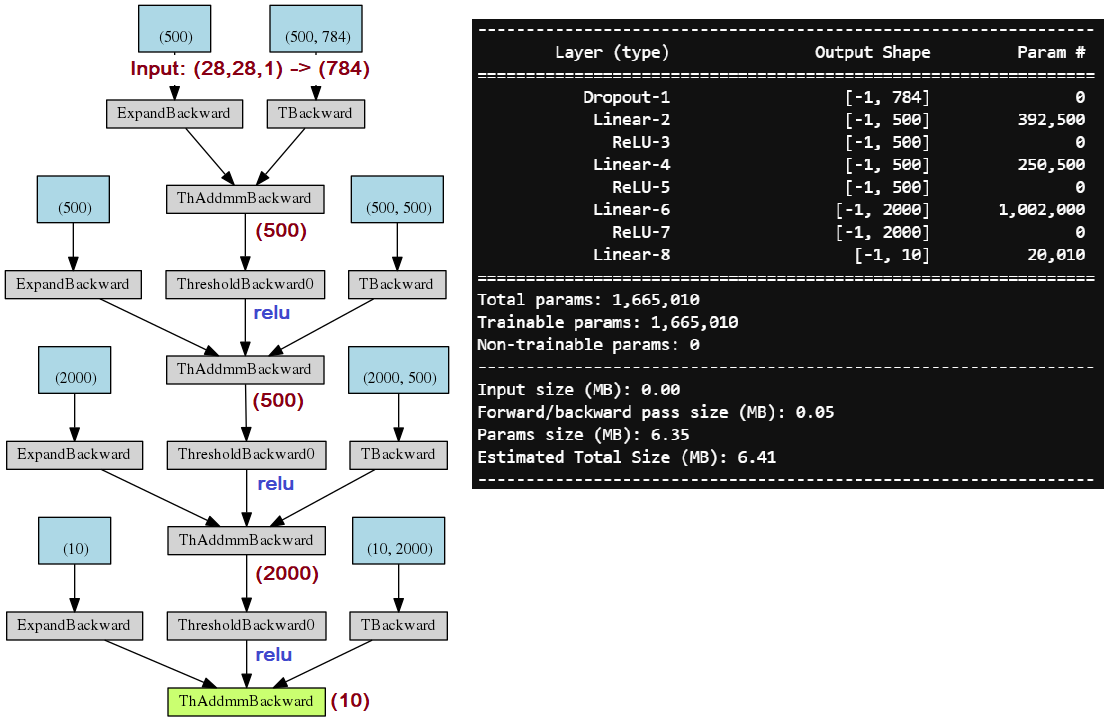 (500)
(500, 784)
Input: (28,28,1) -> (784)
ExpandBackward
TBackward
ThAddmmBackward
(500)
(500)
(500, 500)
ExpandBackward
ThresholdBackward0
TBackward
relu
ThAddmmBackward
(2000)
(2000, 500)
(500)
ExpandBackward
ThresholdBackward0
TBackward
relu
ThAddmmBackward
(10)
(10, 2000)
(2000)
ExpandBackward
ThresholdBackward0
TBackward
relu
ThAddmmBackward (10)
----------------------------------------------------------------
Layer (type) Output Shape Param #
================================================================
Dropout-1 [-1, 784] 0
Linear-2 [-1, 500] 392,500
ReLU-3 [-1, 500] 0
Linear-4 [-1, 500] 250,500
ReLU-5 [-1, 500] 0
Linear-6 [-1, 2000] 1,002,000
ReLU-7 [-1, 2000] 0
Linear-8 [-1, 10] 20,010
================================================================
Total params: 1,665,010
Trainable params: 1,665,010
Non-trainable params: 0
----------------------------------------------------------------
Input size (MB): 0.00
Forward/backward pass size (MB): 0.05
Params size (MB): 6.35
Estimated Total Size (MB): 6.41
----------------------------------------------------------------